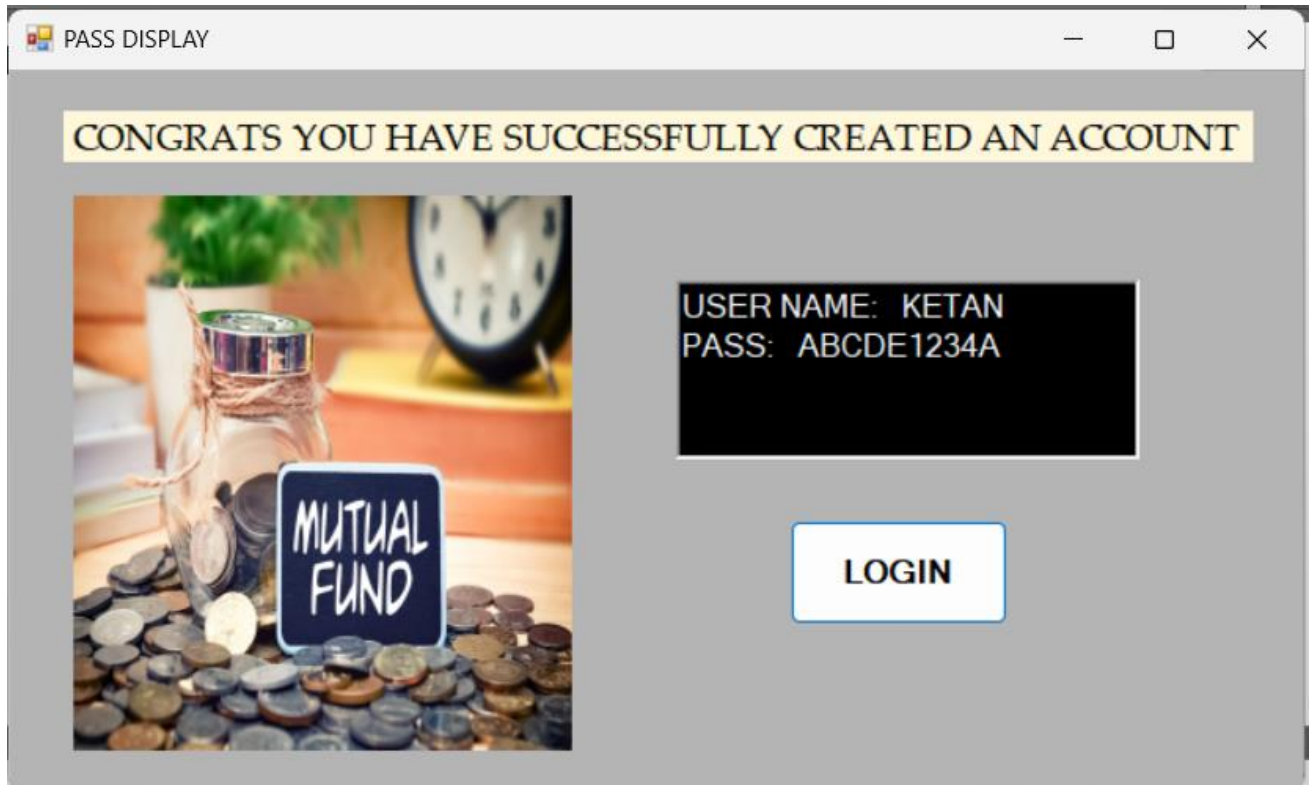 PASS DISPLAY
CONGRATS YOU HAVE SUCCESSFULLY CREATED AN ACCOUNT
USER NAME: KETAN
PASS: ABCDE1234A
MUTUAL
FUND
LOGIN